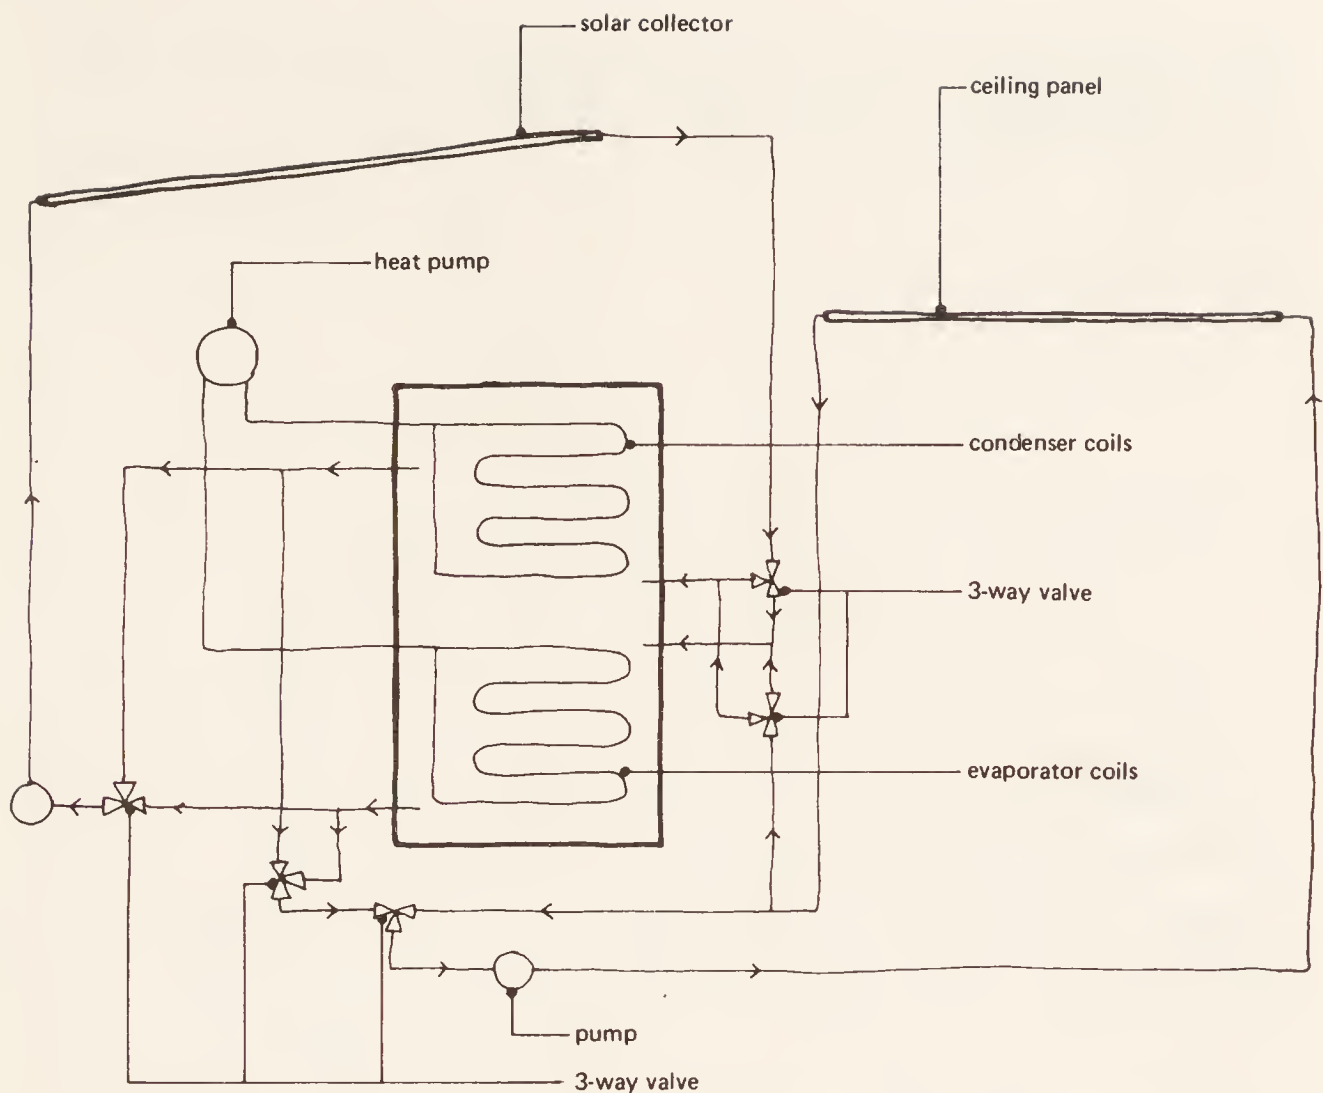 solar collector
ceiling panel
heat pump
condenser coils
3-way valve
evaporator coils
pump
3-way valve